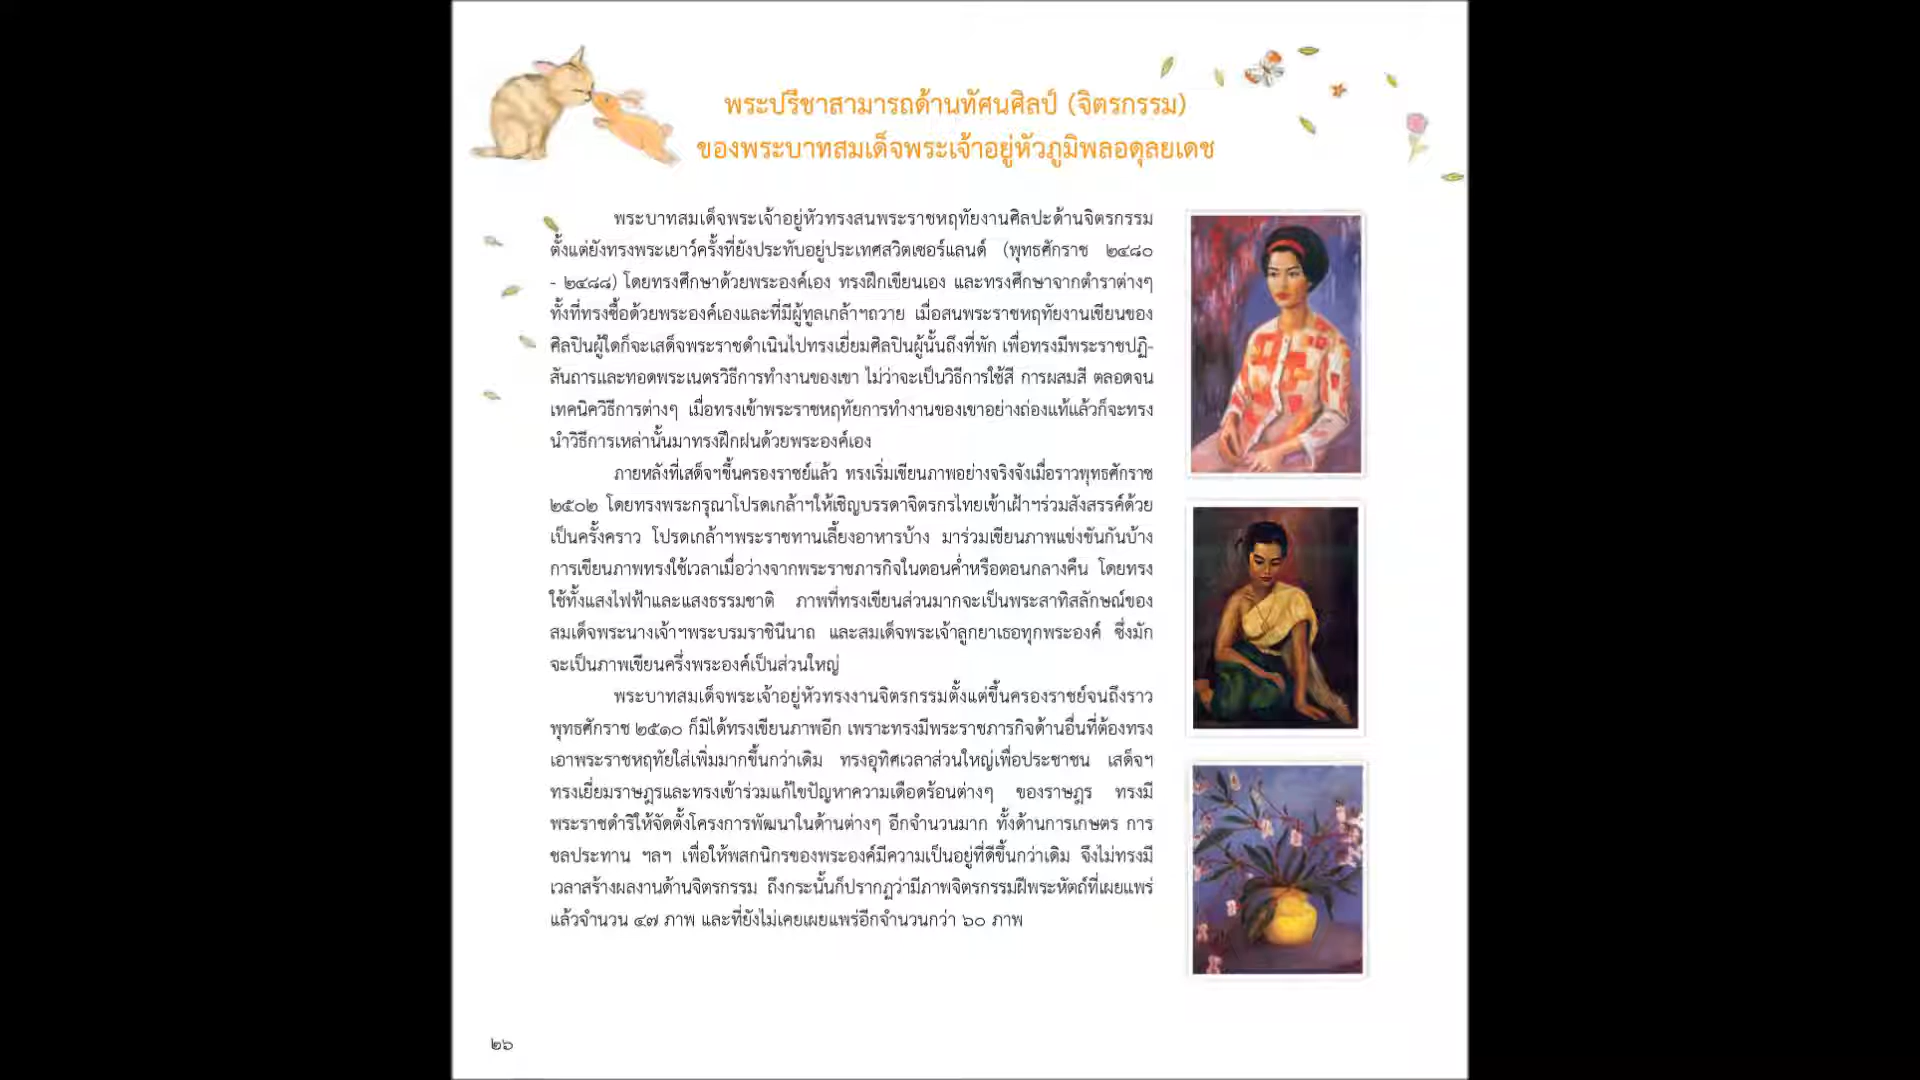 พระปรีชาสามารถด้านทัศนศิลป์ (จิตรกรรม)
ของพระบาทสมเด็จพระเจ้าอยู่หัวภูมิพลอดุลยเดช
พระบาทสมเด็จพระเจ้าอยู่หัวทรงสนพระราชหฤทัยงานศิลปะด้านจิตรกรรม
ตั้งแต่ยังทรงพระเยาว์ครั้งที่ยังประทับอยู่ประเทศสวิตเซอร์แลนด์ (พุทธศักราช ๒๔๘๐
- ๒๔๘๘) โดยทรงศึกษาด้วยพระองค์เอง ทรงฝึกเขียนเอง และทรงศึกษาจากตำราต่างๆ
ทั้งที่ทรงซื้อด้วยพระองค์เองและที่มีผู้ทูลเกล้าฯถวาย เมื่อสนพระราชหฤทัยงานเขียนของ
ศิลปินผู้ใดก็จะเสด็จพระราชดำเนินไปทรงเยี่ยมศิลปินผู้นั้นถึงที่พัก เพื่อทรงมีพระราชปฏิ-
สันถารและทอดพระเนตรวิธีการทำงานของเขา ไม่ว่าจะเป็นวิธีการใช้สี การผสมสี ตลอดจน
เทคนิควิธีการต่างๆ เมื่อทรงเข้าพระราชหฤทัยการทำงานของเขาอย่างถ่องแท้แล้วก็จะทรง
นำวิธีการเหล่านั้นมาทรงฝึกฝนด้วยพระองค์เอง
ภายหลังที่เสด็จฯขึ้นครองราชย์แล้ว ทรงเริ่มเขียนภาพอย่างจริงจังเมื่อราวพุทธศักราช
๒๕๐๒ โดยทรงพระกรุณาโปรดเกล้าฯให้เชิญบรรดาจิตรกรไทยเข้าเฝ้าฯร่วมสังสรรค์ด้วย
เป็นครั้งคราว โปรดเกล้าฯพระราชทานเลี้ยงอาหารบ้าง มาร่วมเขียนภาพแข่งขันกันบ้าง
การเขียนภาพทรงใช้เวลาเมื่อว่างจากพระราชภารกิจในตอนค่ำหรือตอนกลางคืน โดยทรง
ใช้ทั้งแสงไฟฟ้าและแสงธรรมชาติ ภาพที่ทรงเขียนส่วนมากจะเป็นพระสาทิสลักษณ์ของ
สมเด็จพระนางเจ้าฯพระบรมราชินีนาถ และสมเด็จพระเจ้าลูกยาเธอทุกพระองค์ ซึ่งมัก
จะเป็นภาพเขียนครึ่งพระองค์เป็นส่วนใหญ่
พระบาทสมเด็จพระเจ้าอยู่หัวทรงงานจิตรกรรมตั้งแต่ขึ้นครองราชย์จนถึงราว
พุทธศักราช ๒๕๑๐ ก็มิได้ทรงเขียนภาพอีก เพราะทรงมีพระราชภารกิจด้านอื่นที่ต้องทรง
เอาพระราชหฤทัยใส่เพิ่มมากขึ้นกว่าเดิม ทรงอุทิศเวลาส่วนใหญ่เพื่อประชาชน เสด็จฯ
ทรงเยี่ยมราษฎรและทรงเข้าร่วมแก้ไขปัญหาความเดือดร้อนต่างๆ ของราษฎร ทรงมี
พระราชดำริให้จัดตั้งโครงการพัฒนาในด้านต่างๆ อีกจำนวนมาก ทั้งด้านการเกษตร การ
ชลประทาน ฯลฯ เพื่อให้พสกนิกรของพระองค์มีความเป็นอยู่ที่ดีขึ้นกว่าเดิม จึงไม่ทรงมี
เวลาสร้างผลงานด้านจิตรกรรม ถึงกระนั้นก็ปรากฏว่ามีภาพจิตรกรรมฝีพระหัตถ์ที่เผยแพร่
แล้วจำนวน ๔๗ ภาพ และที่ยังไม่เคยเผยแพร่อีกจำนวนกว่า ๖๐ ภาพ
๒๖